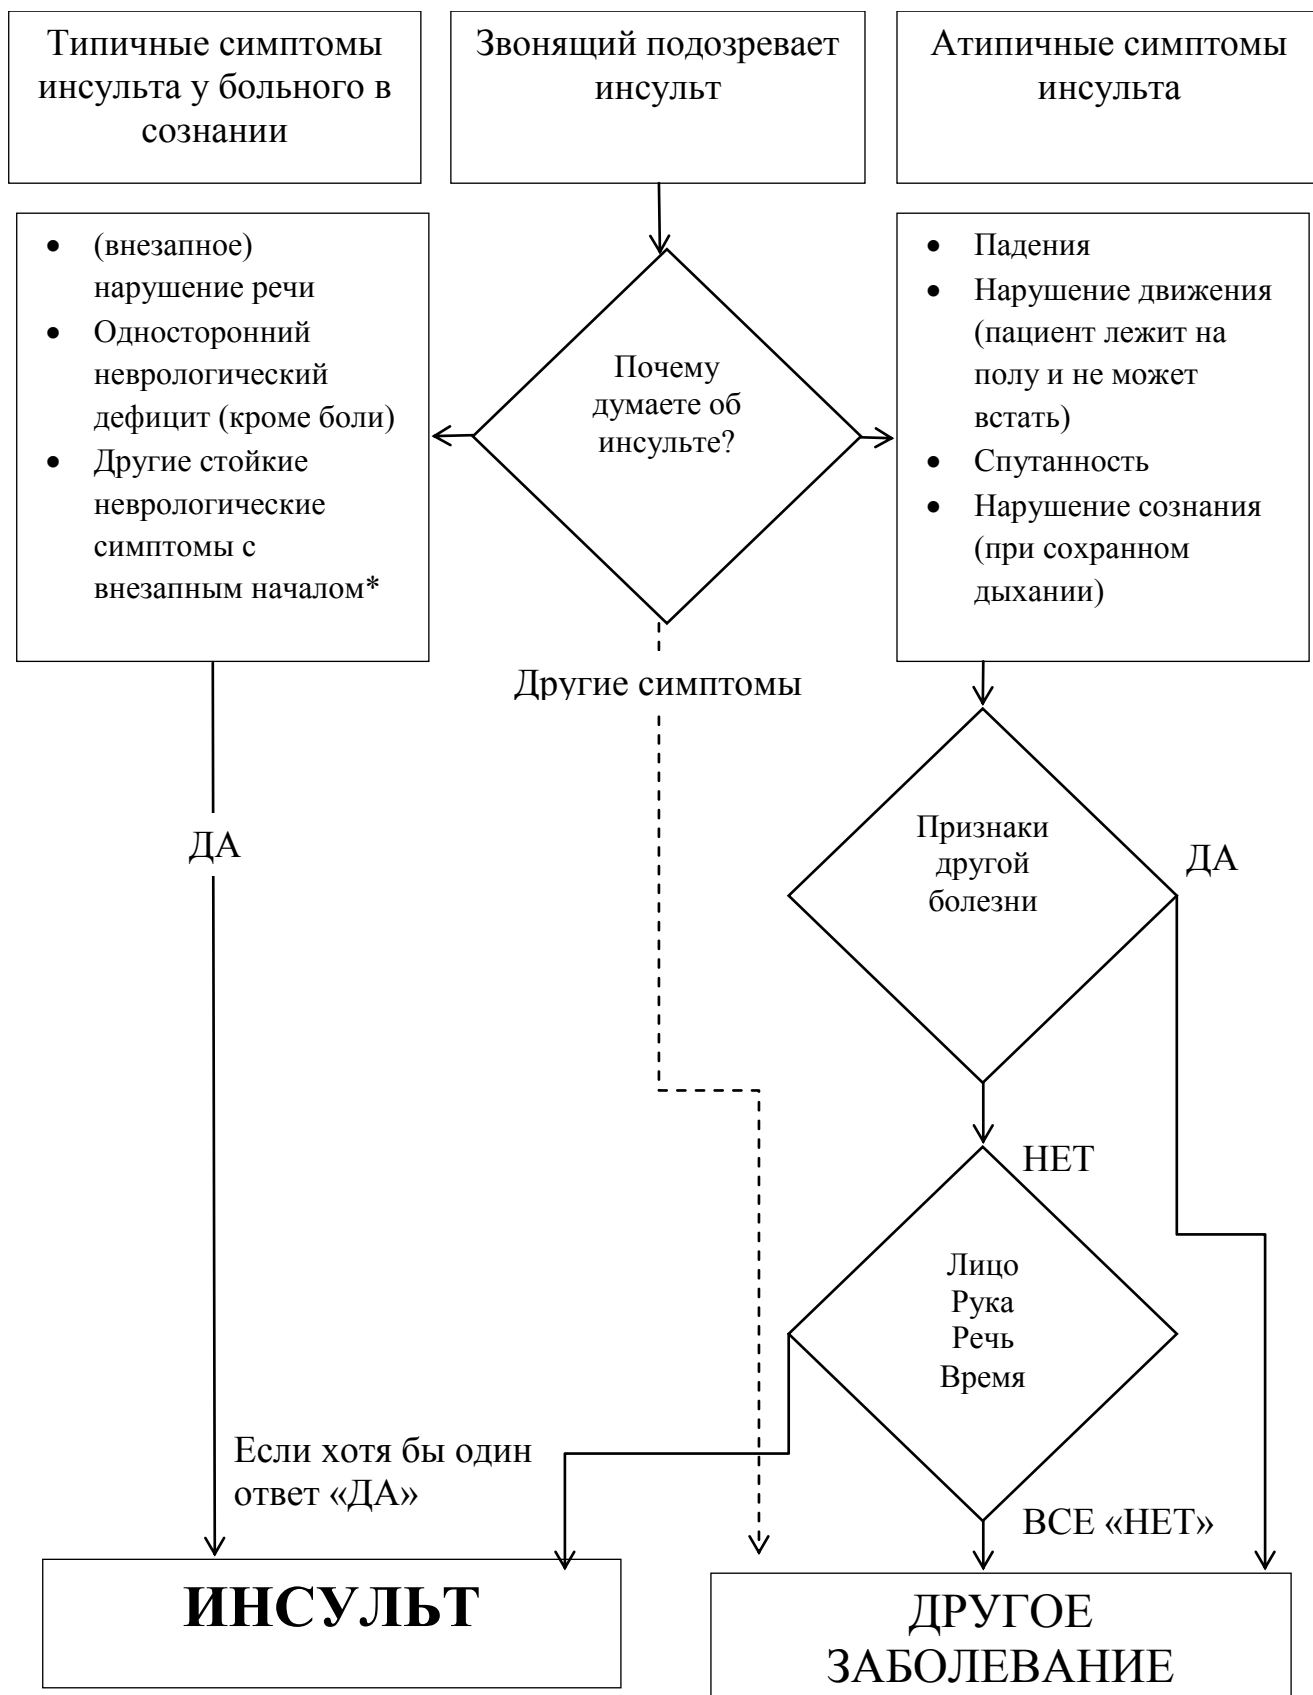 Типичные симптомы
инсульта у больного в
сознании
Звонящий подозревает
инсульт
Атипичные симптомы
инсульта
• (внезапное)
нарушение речи
• Односторонний
неврологический
дефицит (кроме боли)
• Другие стойкие
неврологические
симптомы с
внезапным началом*
Почему
думаете об
инсульте?
• Падения
• Нарушение движения
(пациент лежит на
полу и не может
встать)
• Спутанность
• Нарушение сознания
(при сохранном
дыхании)
Другие симптомы
ДА
Признаки
другой
болезни
ДА
НЕТ
Лицо
Рука
Речь
Время
Если хотя бы один
ответ «ДА»
ВСЕ «НЕТ»
ИНСУЛЬТ
ДРУГОЕ
ЗАБОЛЕВАНИЕ